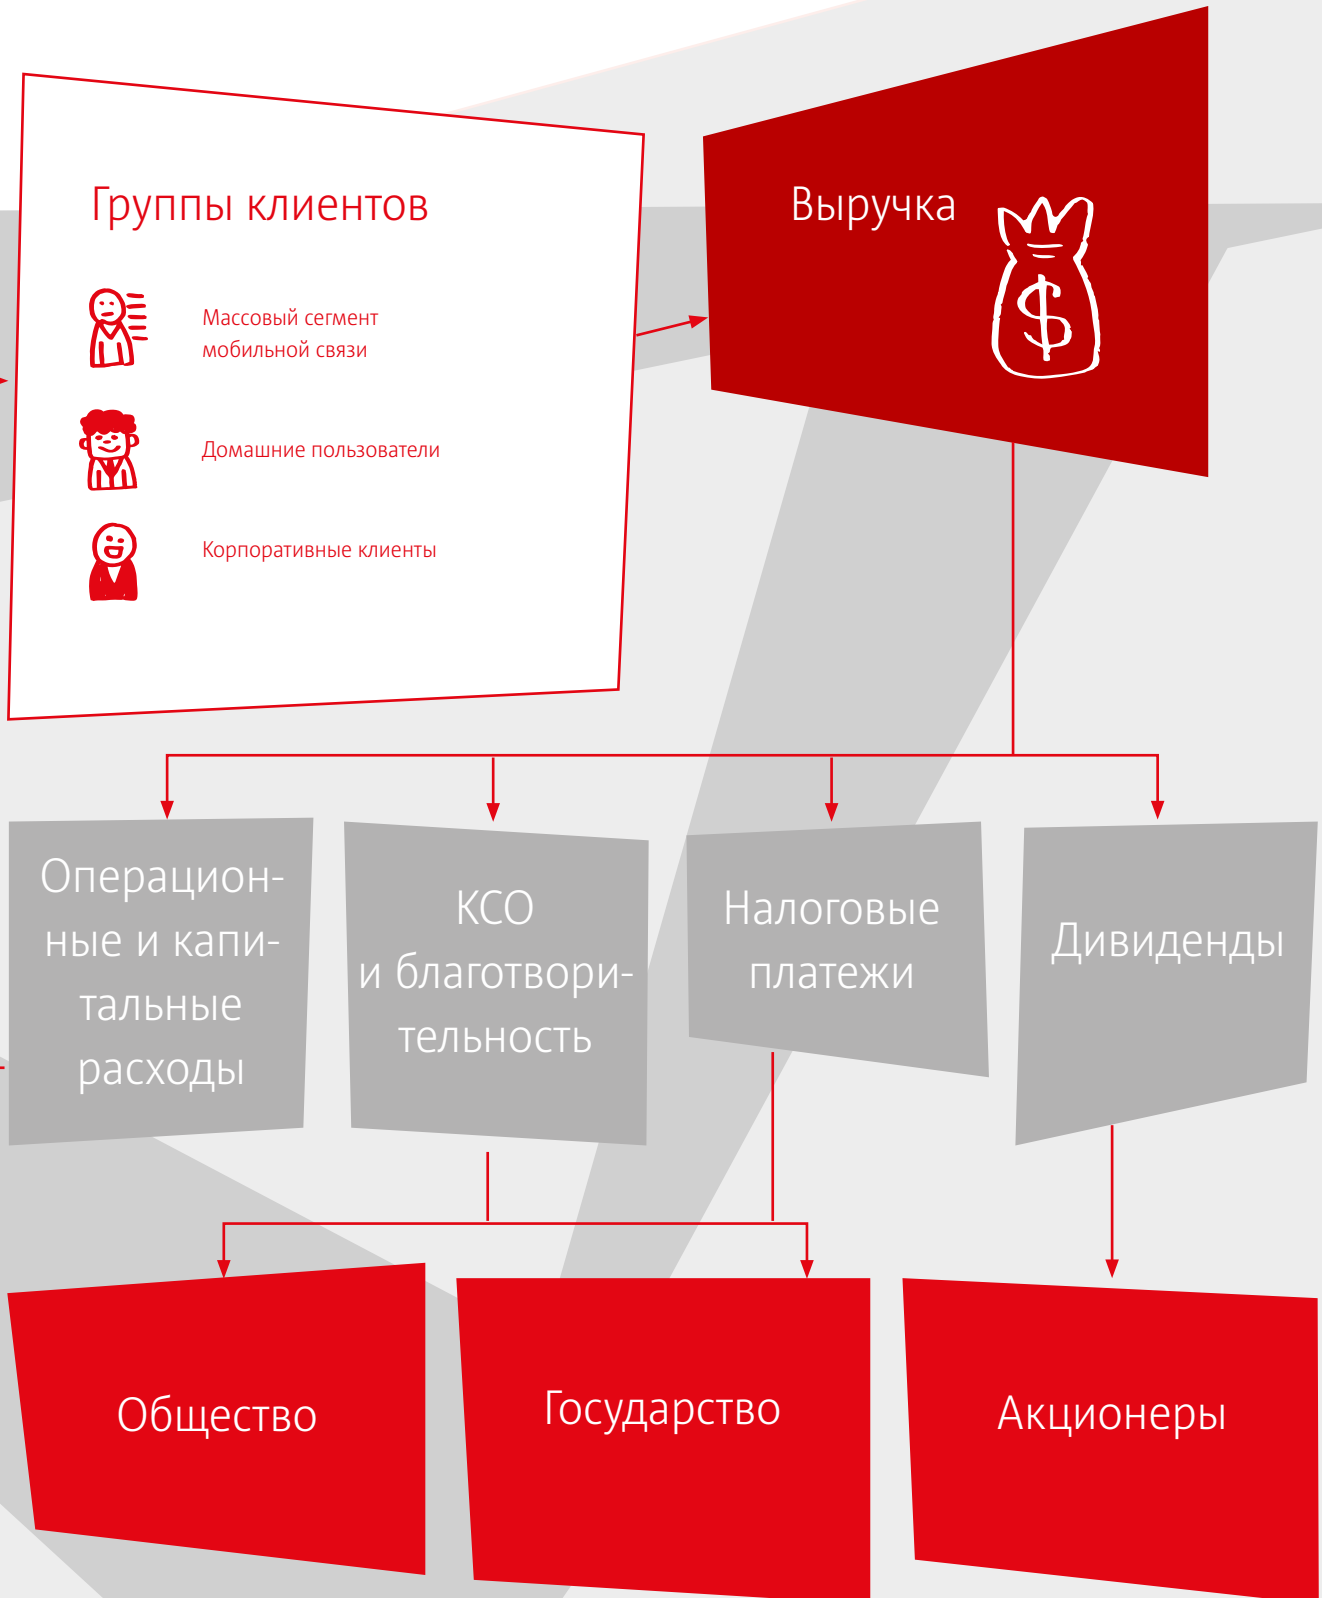 Группы клиентов
Массовый сегмент
мобильной связи
Домашние пользователи
Корпоративные клиенты
Выручка
$
Операцион-
ные и капи-
тальные
расходы
КСО
и благотвори-
тельность
Налоговые
платежи
Дивиденды
Общество
Государство
Акционеры